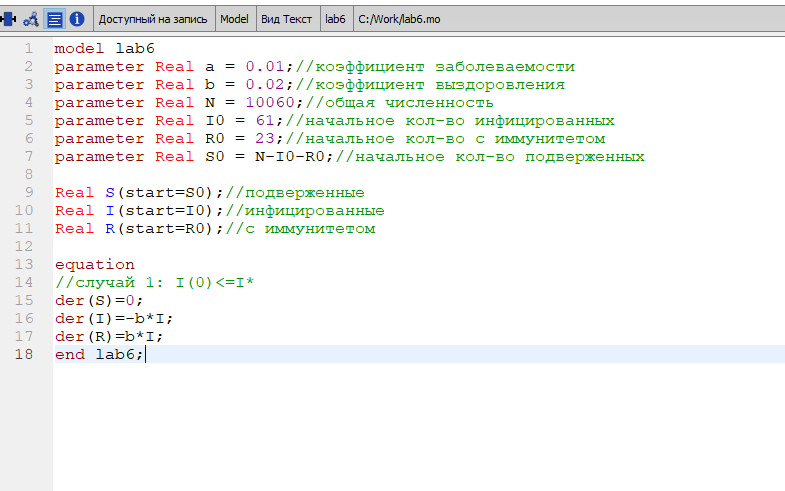 Доступный на запись Model Вид Текст lab6 C:/Work/lab6.mo
1 model lab6
2 parameter Real a = 0.01;//коэффициент заболеваемости
3 parameter Real b = 0.02;//коэффициент выздоровления
4 parameter Real N = 10060;//общая численность
5 parameter Real I0 = 61;//начальное кол-во инфицированных
6 parameter Real R0 = 23;//начальное кол-во с иммунитетом
7 parameter Real S0 = N-I0-R0;//начальное кол-во подверженных
8
9 Real S(start=S0);//подверженные
10 Real I(start=I0);//инфицированные
11 Real R(start=R0);//с иммунитетом
12
13 equation
14 //случай 1: I(0)<=I*
15 der(S)=0;
16 der(I)=-b*I;
17 der(R)=b*I;
18 end lab6;